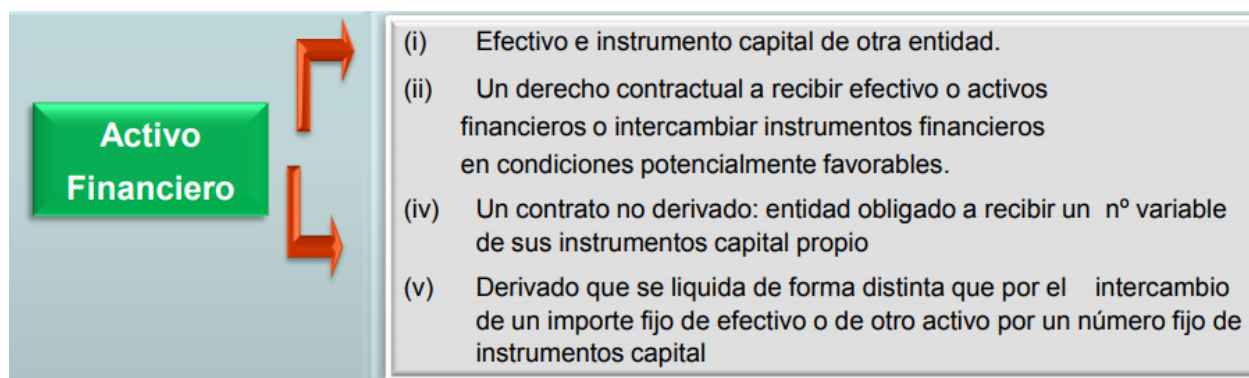 Activo
Financiero
(i) Efectivo e instrumento capital de otra entidad.
(ii) Un derecho contractual a recibir efectivo o activos
financieros o intercambiar instrumentos financieros
en condiciones potencialmente favorables.
(iv) Un contrato no derivado: entidad obligado a recibir un nº variable
de sus instrumentos capital propio
(v) Derivado que se liquida de forma distinta que por el intercambio
de un importe fijo de efectivo o de otro activo por un número fijo de
instrumentos capital